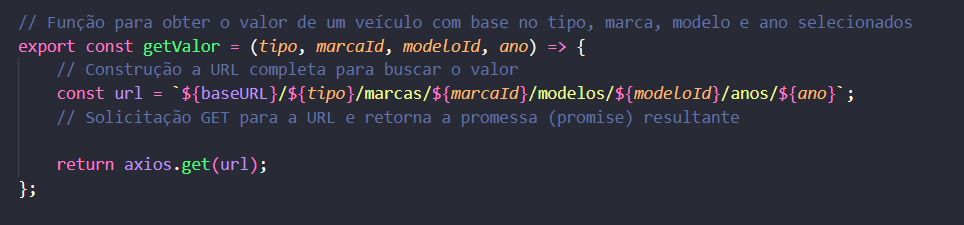 // Função para obter o valor de um veículo com base no tipo, marca, modelo e ano selecionados
export const getValor = (tipo, marcaId, modeloId, ano) => {
// Construção a URL completa para buscar o valor
const url = `${baseURL}/${tipo}/marcas/${marcaId}/modelos/${modeloId}/anos/${ano}`;
// Solicitação GET para a URL e retorna a promessa (promise) resultante
return axios.get(url);
};